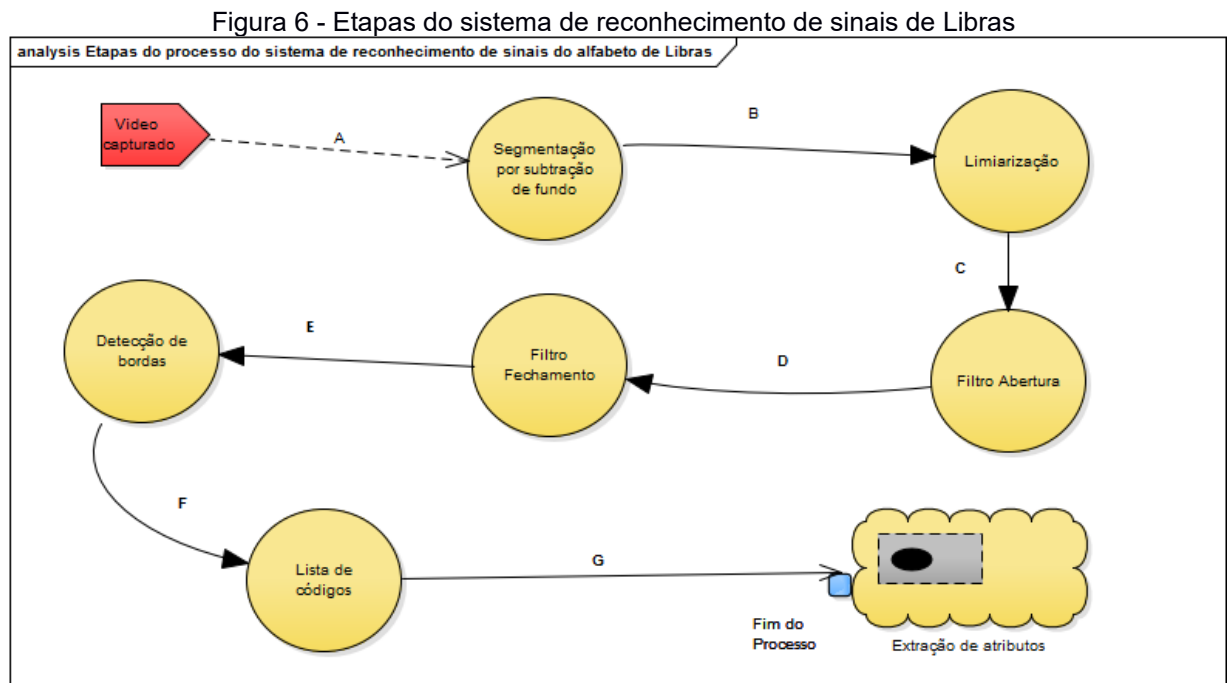 Figura 6 - Etapas do sistema de reconhecimento de sinais de Libras
analysis Etapas do processo do sistema de reconhecimento de sinais do alfabeto de Libras
Video
capturado
A
Segmentação
por subtração
de fundo
B
Limiarização
C
Filtro Abertura
D
Filtro
Fechamento
E
Detecção de
bordas
F
Lista de
códigos
G
Fim do
Processo
Extração de atributos